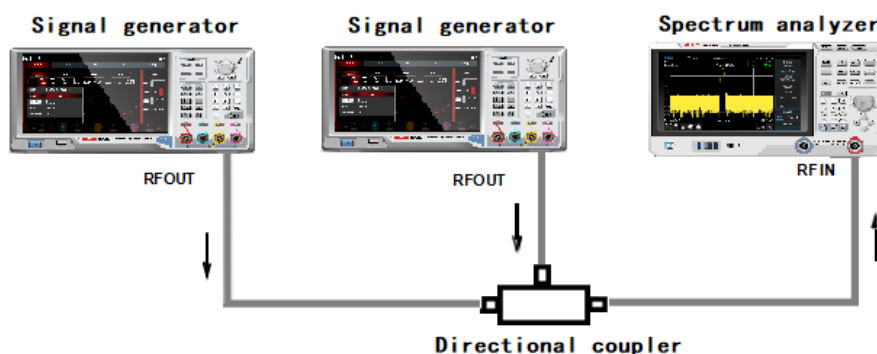 Signal generator
Signal generator
Spectrum analyzer
RFOUT
RFOUT
RFIN
Directional coupler